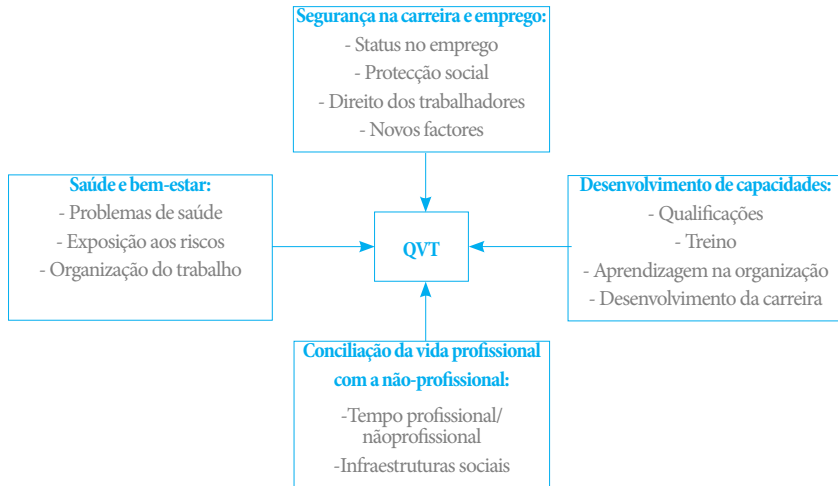 Segurança na carreira e emprego:
- Status no emprego
- Protecção social
- Direito dos trabalhadores
- Novos factores
Saúde e bem-estar:
- Problemas de saúde
- Exposição aos riscos
- Organização do trabalho
QVT
Desenvolvimento de capacidades:
- Qualificações
- Treino
- Aprendizagem na organização
- Desenvolvimento da carreira
Conciliação da vida profissional
com a não-profissional:
-Tempo profissional/
nãoprofissional
-Infraestruturas sociais